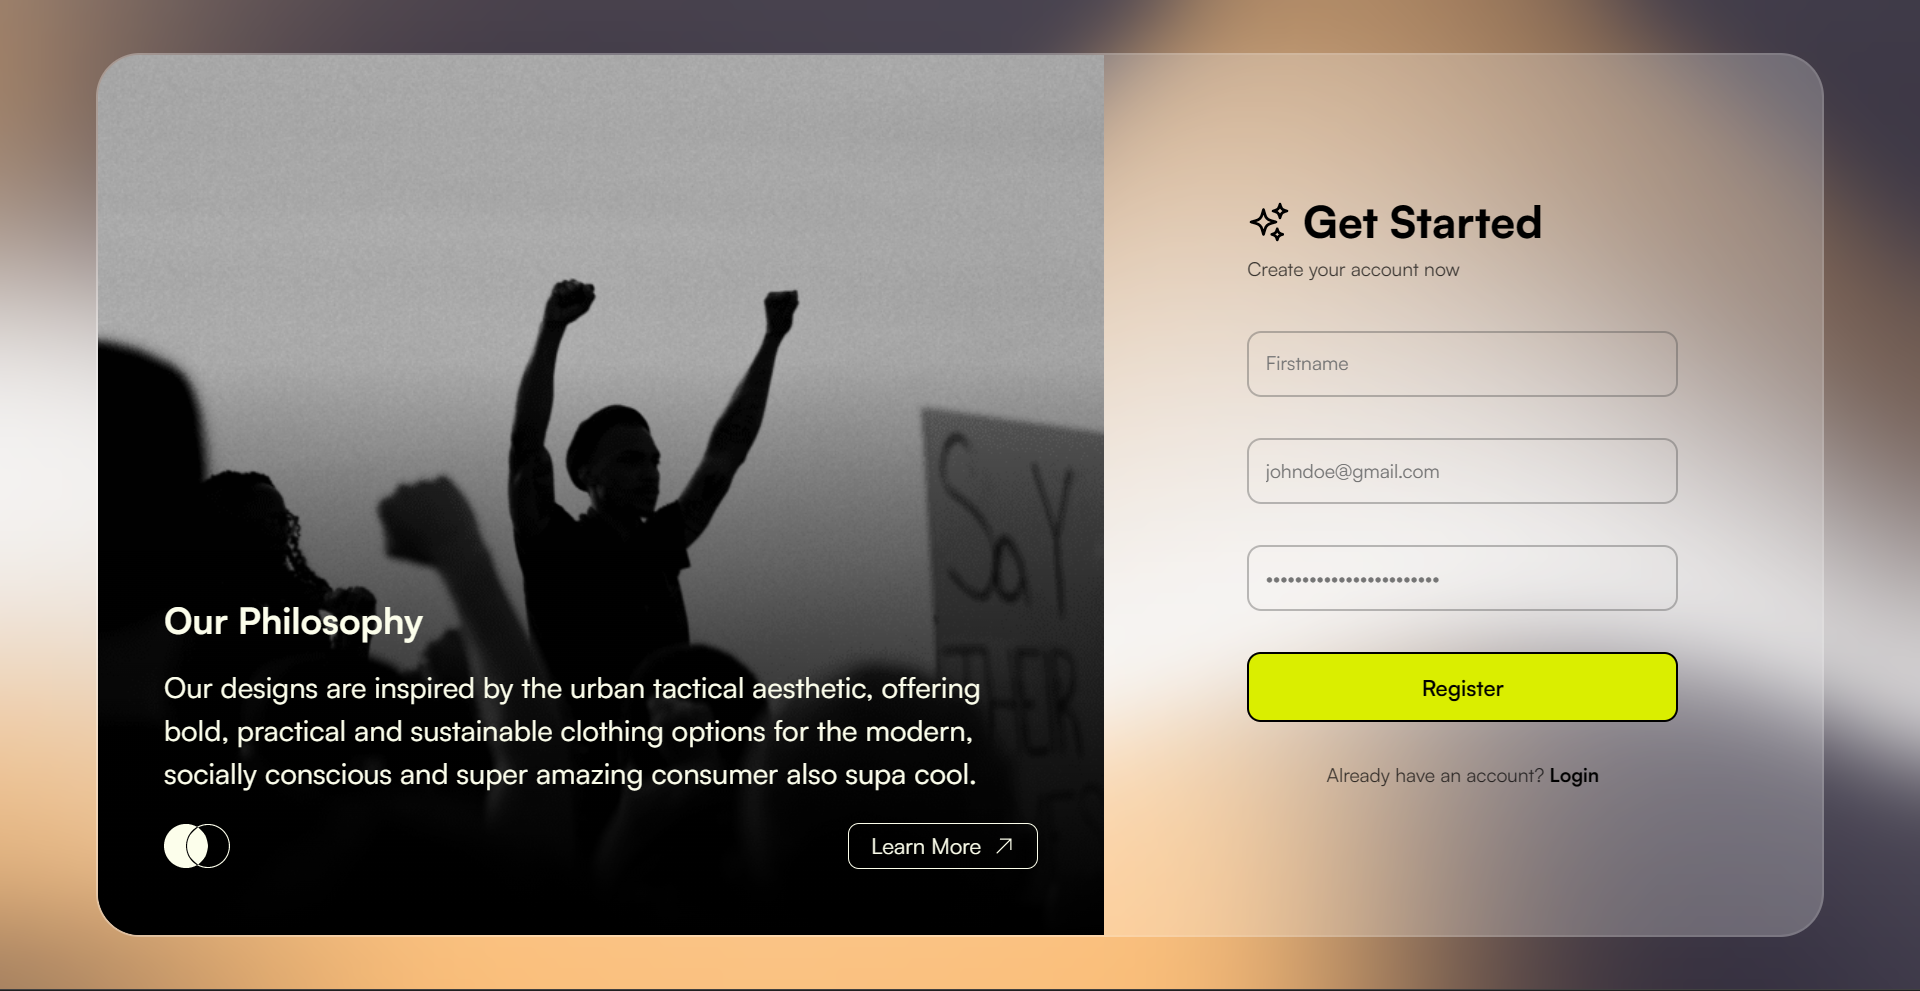 Get Started
Create your account now
Firstname
johndoe@gmail.com
••••••••••••••••••••••••
Register
Already have an account? Login
SaY
THER
Our Philosophy
Our designs are inspired by the urban tactical aesthetic, offering
bold, practical and sustainable clothing options for the modern,
socially conscious and super amazing consumer also supa cool.
Learn More